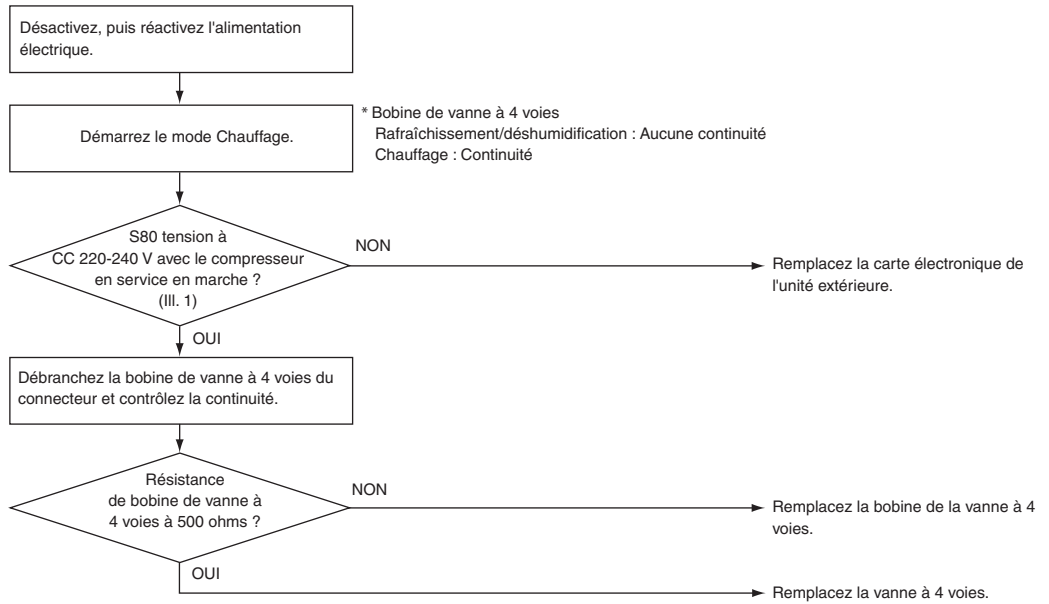 Désactivez, puis réactivez l'alimentation
électrique.
Démarrez le mode Chauffage.
* Bobine de vanne à 4 voies
Rafraîchissement/déshumidification : Aucune continuité
Chauffage : Continuité
S80 tension à
CC 220-240 V avec le compresseur
en service en marche ?
(Ill. 1)
NON
Remplacez la carte électronique de
l'unité extérieure.
OUI
Débranchez la bobine de vanne à 4 voies du
connecteur et contrôlez la continuité.
Résistance
de bobine de vanne à
4 voies à 500 ohms ?
NON
Remplacez la bobine de la vanne à 4
voies.
OUI
Remplacez la vanne à 4 voies.